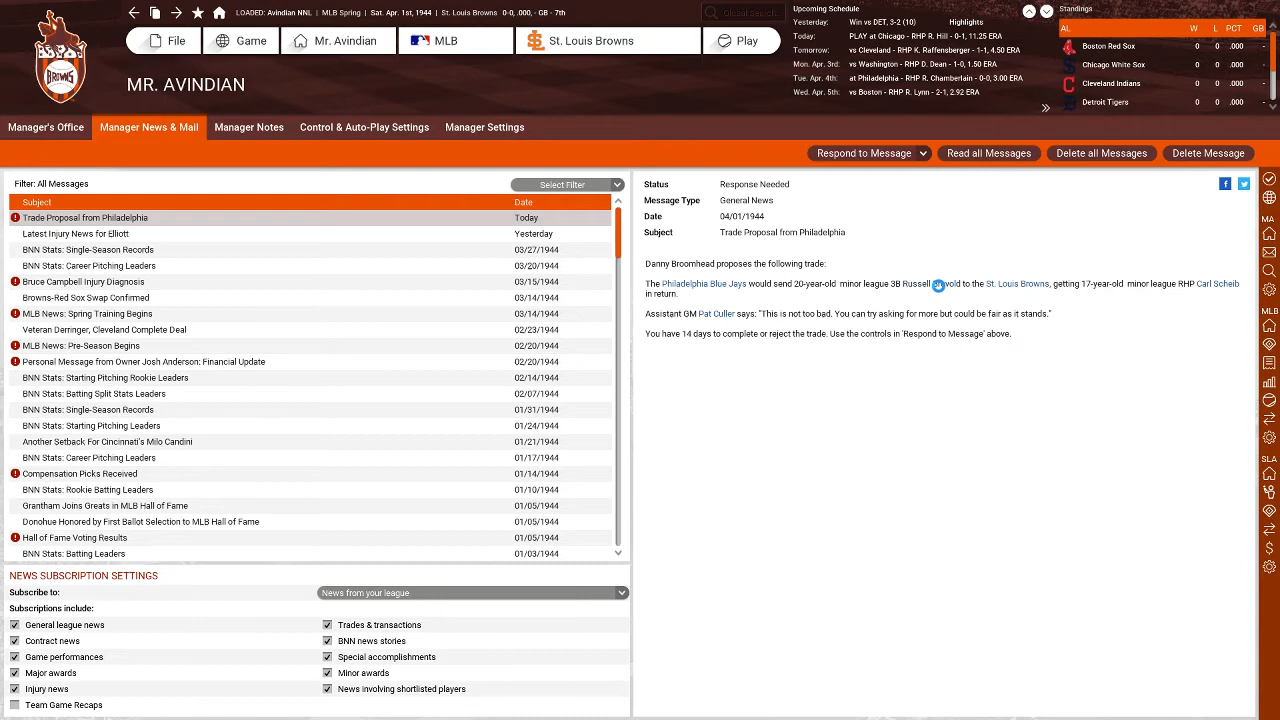 LOADED: Avindian NNL | MLB Spring | Sat. Apr. 1st, 1944 | St. Louis Browns 0-0, .000, - GB - 7th
Global Search...
File
Game
Mr. Avindian
MLB
St. Louis Browns
Play
BROWNS
MR. AVINDIAN
Upcoming Schedule
Yesterday: Win vs DET, 3-2 (10) Highlights
Today: PLAY at Chicago - RHP R. Hill - 0-1, 11.25 ERA
Tomorrow: vs Cleveland - RHP K. Raffensberger - 1-1, 4.50 ERA
Mon. Apr. 3rd: vs Washington - RHP D. Dean - 1-0, 1.50 ERA
Tue. Apr. 4th: at Philadelphia - RHP R. Chamberlain - 0-0, 3.00 ERA
Wed. Apr. 5th: vs Boston - RHP R. Lynn - 2-1, 2.92 ERA
Standings
AL W L PCT GB
Boston Red Sox 0 0 .000 -
Chicago White Sox 0 0 .000 -
Cleveland Indians 0 0 .000 -
Detroit Tigers 0 0 .000 -
Manager's Office
Manager News & Mail
Manager Notes
Control & Auto-Play Settings
Manager Settings
Respond to Message
Read all Messages
Delete all Messages
Delete Message
Filter: All Messages
Select Filter
Subject Date
Trade Proposal from Philadelphia Today
Latest Injury News for Elliott Yesterday
BNN Stats: Single-Season Records 03/27/1944
BNN Stats: Career Pitching Leaders 03/20/1944
Bruce Campbell Injury Diagnosis 03/15/1944
Browns-Red Sox Swap Confirmed 03/14/1944
MLB News: Spring Training Begins 03/14/1944
Veteran Derringer, Cleveland Complete Deal 02/23/1944
MLB News: Pre-Season Begins 02/20/1944
Personal Message from Owner Josh Anderson: Financial Update 02/20/1944
BNN Stats: Starting Pitching Rookie Leaders 02/14/1944
BNN Stats: Batting Split Stats Leaders 02/07/1944
BNN Stats: Single-Season Records 01/31/1944
BNN Stats: Starting Pitching Leaders 01/24/1944
Another Setback For Cincinnati's Milo Candini 01/21/1944
BNN Stats: Career Pitching Leaders 01/17/1944
Compensation Picks Received 01/14/1944
BNN Stats: Rookie Batting Leaders 01/10/1944
Grantham Joins Greats in MLB Hall of Fame 01/05/1944
Donohue Honored by First Ballot Selection to MLB Hall of Fame 01/05/1944
Hall of Fame Voting Results 01/05/1944
BNN Stats: Batting Leaders 01/03/1944
NEWS SUBSCRIPTION SETTINGS
Subscribe to: News from your league
Subscriptions include:
General league news Trades & transactions
Contract news BNN news stories
Game performances Special accomplishments
Major awards Minor awards
Injury news News involving shortlisted players
Team Game Recaps
Status Response Needed
Message Type General News
Date 04/01/1944
Subject Trade Proposal from Philadelphia
Danny Broomhead proposes the following trade:
The Philadelphia Blue Jays would send 20-year-old minor league 3B Russell to the St. Louis Browns, getting 17-year-old minor league RHP Carl Scheib
in return.
Assistant GM Pat Culler says: "This is not too bad. You can try asking for more but could be fair as it stands."
You have 14 days to complete or reject the trade. Use the controls in 'Respond to Message' above.
MA
MLB
SLA